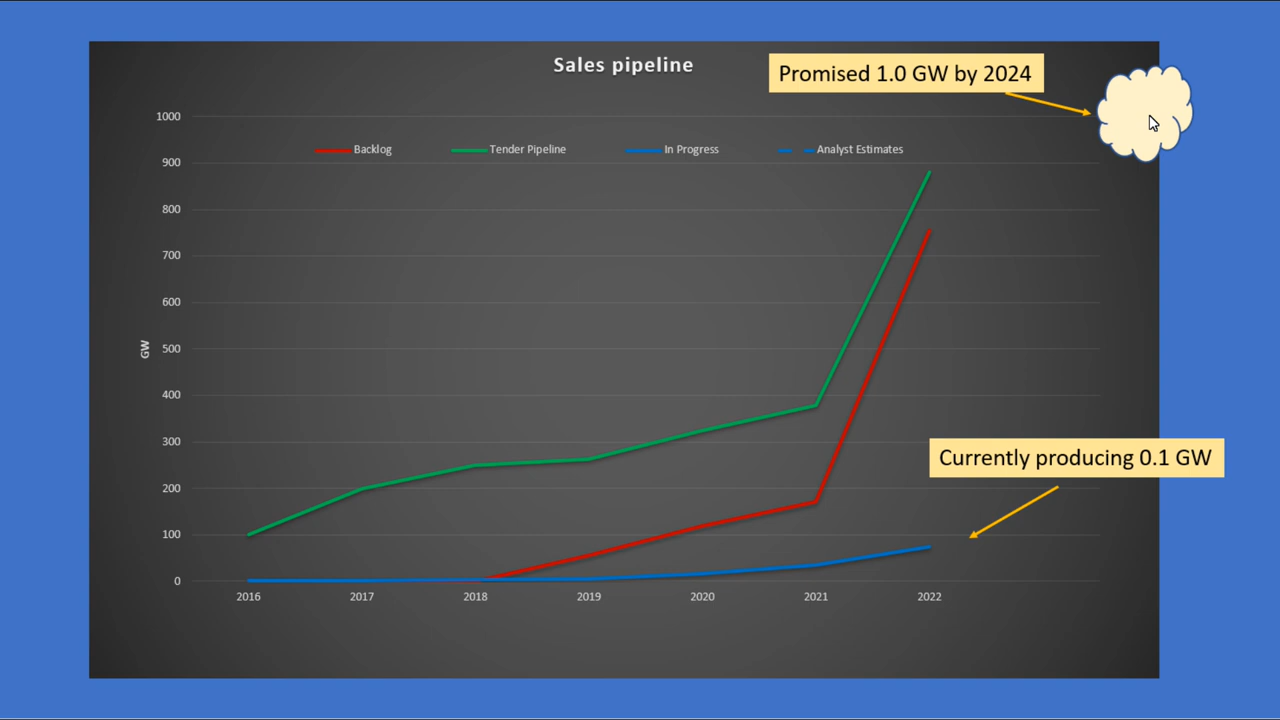 Sales pipeline
Promised 1.0 GW by 2024
1000
Backlog Tender Pipeline In Progress Analyst Estimates
900
800
700
600
GW
500
400
300
Currently producing 0.1 GW
200
100
0
2016 2017 2018 2019 2020 2021 2022